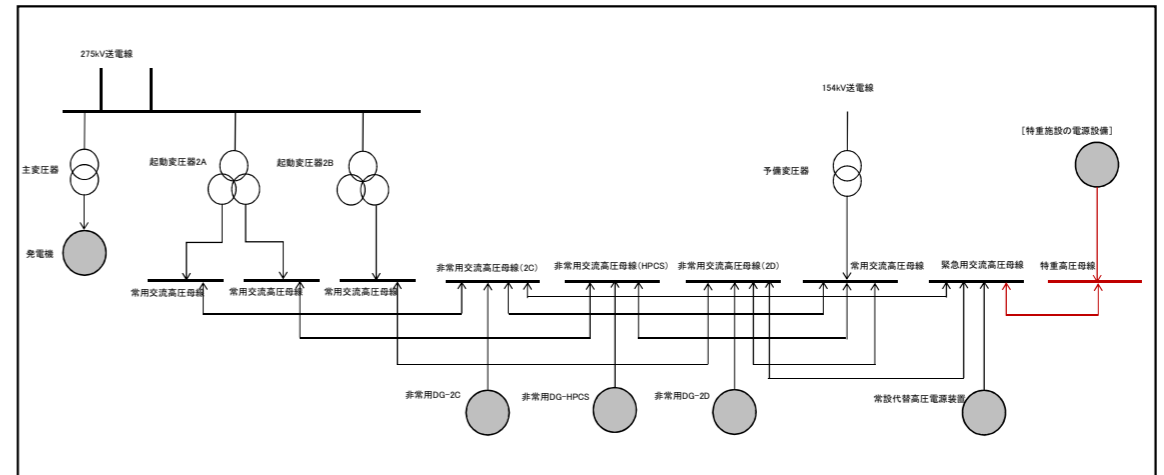 275kV送電線
154kV送電線
[特重施設の電源設備]
主変圧器
起動変圧器2A
起動変圧器2B
予備変圧器
発電機
非常用交流高圧母線(2C)
非常用交流高圧母線(HPCS)
非常用交流高圧母線(2D)
常用交流高圧母線
緊急用交流高圧母線
特重高圧母線
常用交流高圧母線
常用交流高圧母線
常用交流高圧母線
非常用DG-2C
非常用DG-HPCS
非常用DG-2D
常設代替高圧電源装置